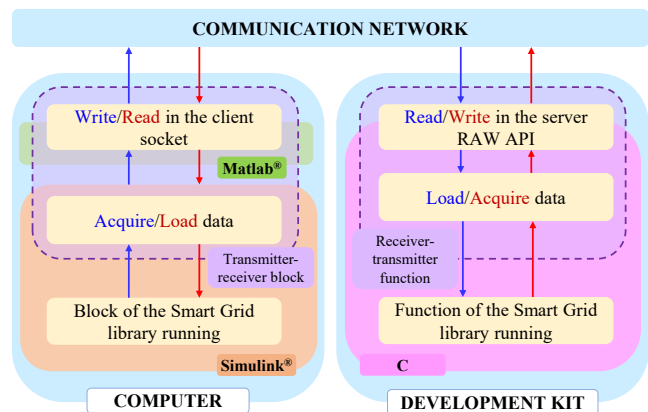 COMMUNICATION NETWORK
Write/Read in the client
socket
Matlab®
Acquire/Load data
Transmitter-
receiver block
Block of the Smart Grid
library running
Simulink®
COMPUTER
Read/Write in the server
RAW API
Load/Acquire data
Receiver-
transmitter
function
Function of the Smart Grid
library running
C
DEVELOPMENT KIT